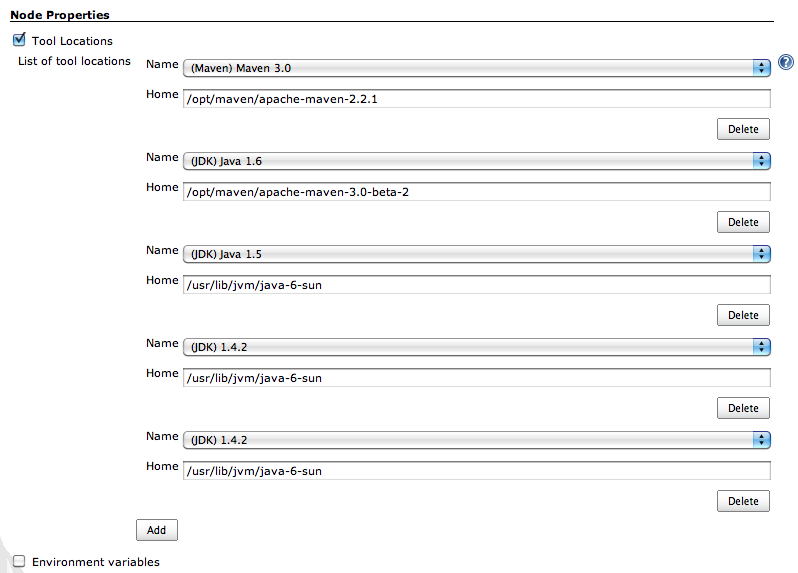 Node Properties
Tool Locations
List of tool locations
Name (Maven) Maven 3.0
Home /opt/maven/apache-maven-2.2.1
Delete
Name (JDK) Java 1.6
Home /opt/maven/apache-maven-3.0-beta-2
Delete
Name (JDK) Java 1.5
Home /usr/lib/jvm/java-6-sun
Delete
Name (JDK) 1.4.2
Home /usr/lib/jvm/java-6-sun
Delete
Name (JDK) 1.4.2
Home /usr/lib/jvm/java-6-sun
Delete
Add
Environment variables